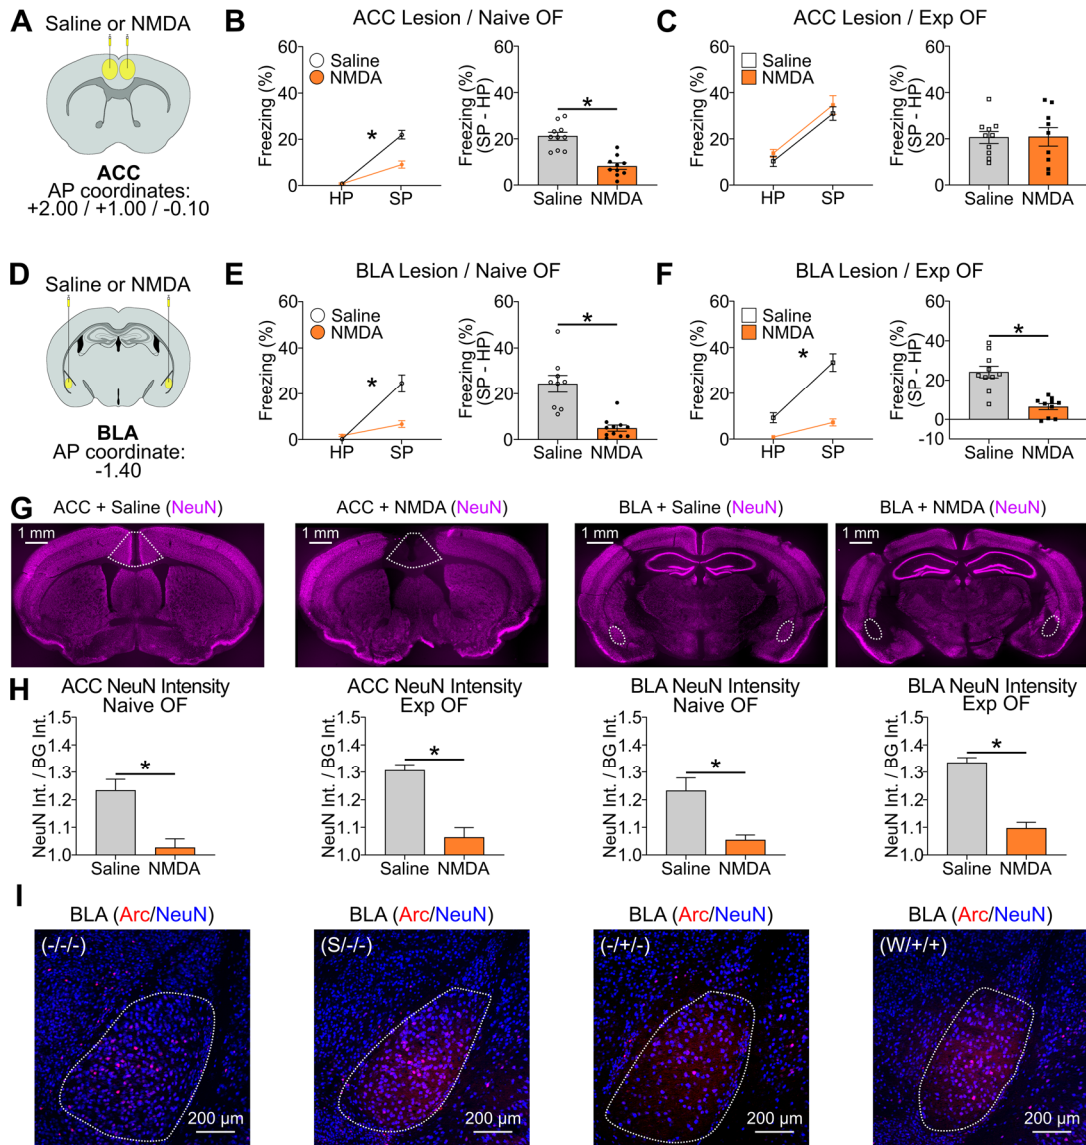 A
Saline or NMDA
ACC
AP coordinates:
+2.00 / +1.00 / -0.10
B
ACC Lesion / Naive OF
Freezing (%)
60
40
20
0
Saline
NMDA
*
HP
SP
Freezing (%)
(SP - HP)
60
40
20
0
*
Saline
NMDA
C
ACC Lesion / Exp OF
Freezing (%)
60
40
20
0
Saline
NMDA
HP
SP
Freezing (%)
(SP - HP)
60
40
20
0
Saline
NMDA
D
Saline or NMDA
BLA
AP coordinate:
-1.40
E
BLA Lesion / Naive OF
Freezing (%)
60
40
20
0
Saline
NMDA
*
HP
SP
Freezing (%)
(SP - HP)
60
40
20
0
*
Saline
NMDA
F
BLA Lesion / Exp OF
Freezing (%)
60
40
20
0
Saline
NMDA
*
HP
SP
Freezing (%)
(SP - HP)
60
40
20
0
-10
*
Saline
NMDA
G
ACC + Saline (NeuN)
1 mm
ACC + NMDA (NeuN)
1 mm
BLA + Saline (NeuN)
1 mm
BLA + NMDA (NeuN)
1 mm
H
ACC NeuN Intensity
Naive OF
NeuN Int. / BG Int.
1.5
1.4
1.3
1.2
1.1
1.0
*
Saline
NMDA
ACC NeuN Intensity
Exp OF
NeuN Int. / BG Int.
1.5
1.4
1.3
1.2
1.1
1.0
*
Saline
NMDA
BLA NeuN Intensity
Naive OF
NeuN Int. / BG Int.
1.5
1.4
1.3
1.2
1.1
1.0
*
Saline
NMDA
BLA NeuN Intensity
Exp OF
NeuN Int. / BG Int.
1.5
1.4
1.3
1.2
1.1
1.0
*
Saline
NMDA
I
BLA (Arc/NeuN)
(-/-/-)
200 µm
BLA (Arc/NeuN)
(S/-/-)
200 µm
BLA (Arc/NeuN)
(-/+/-)
200 µm
BLA (Arc/NeuN)
(W/+/+)
200 µm